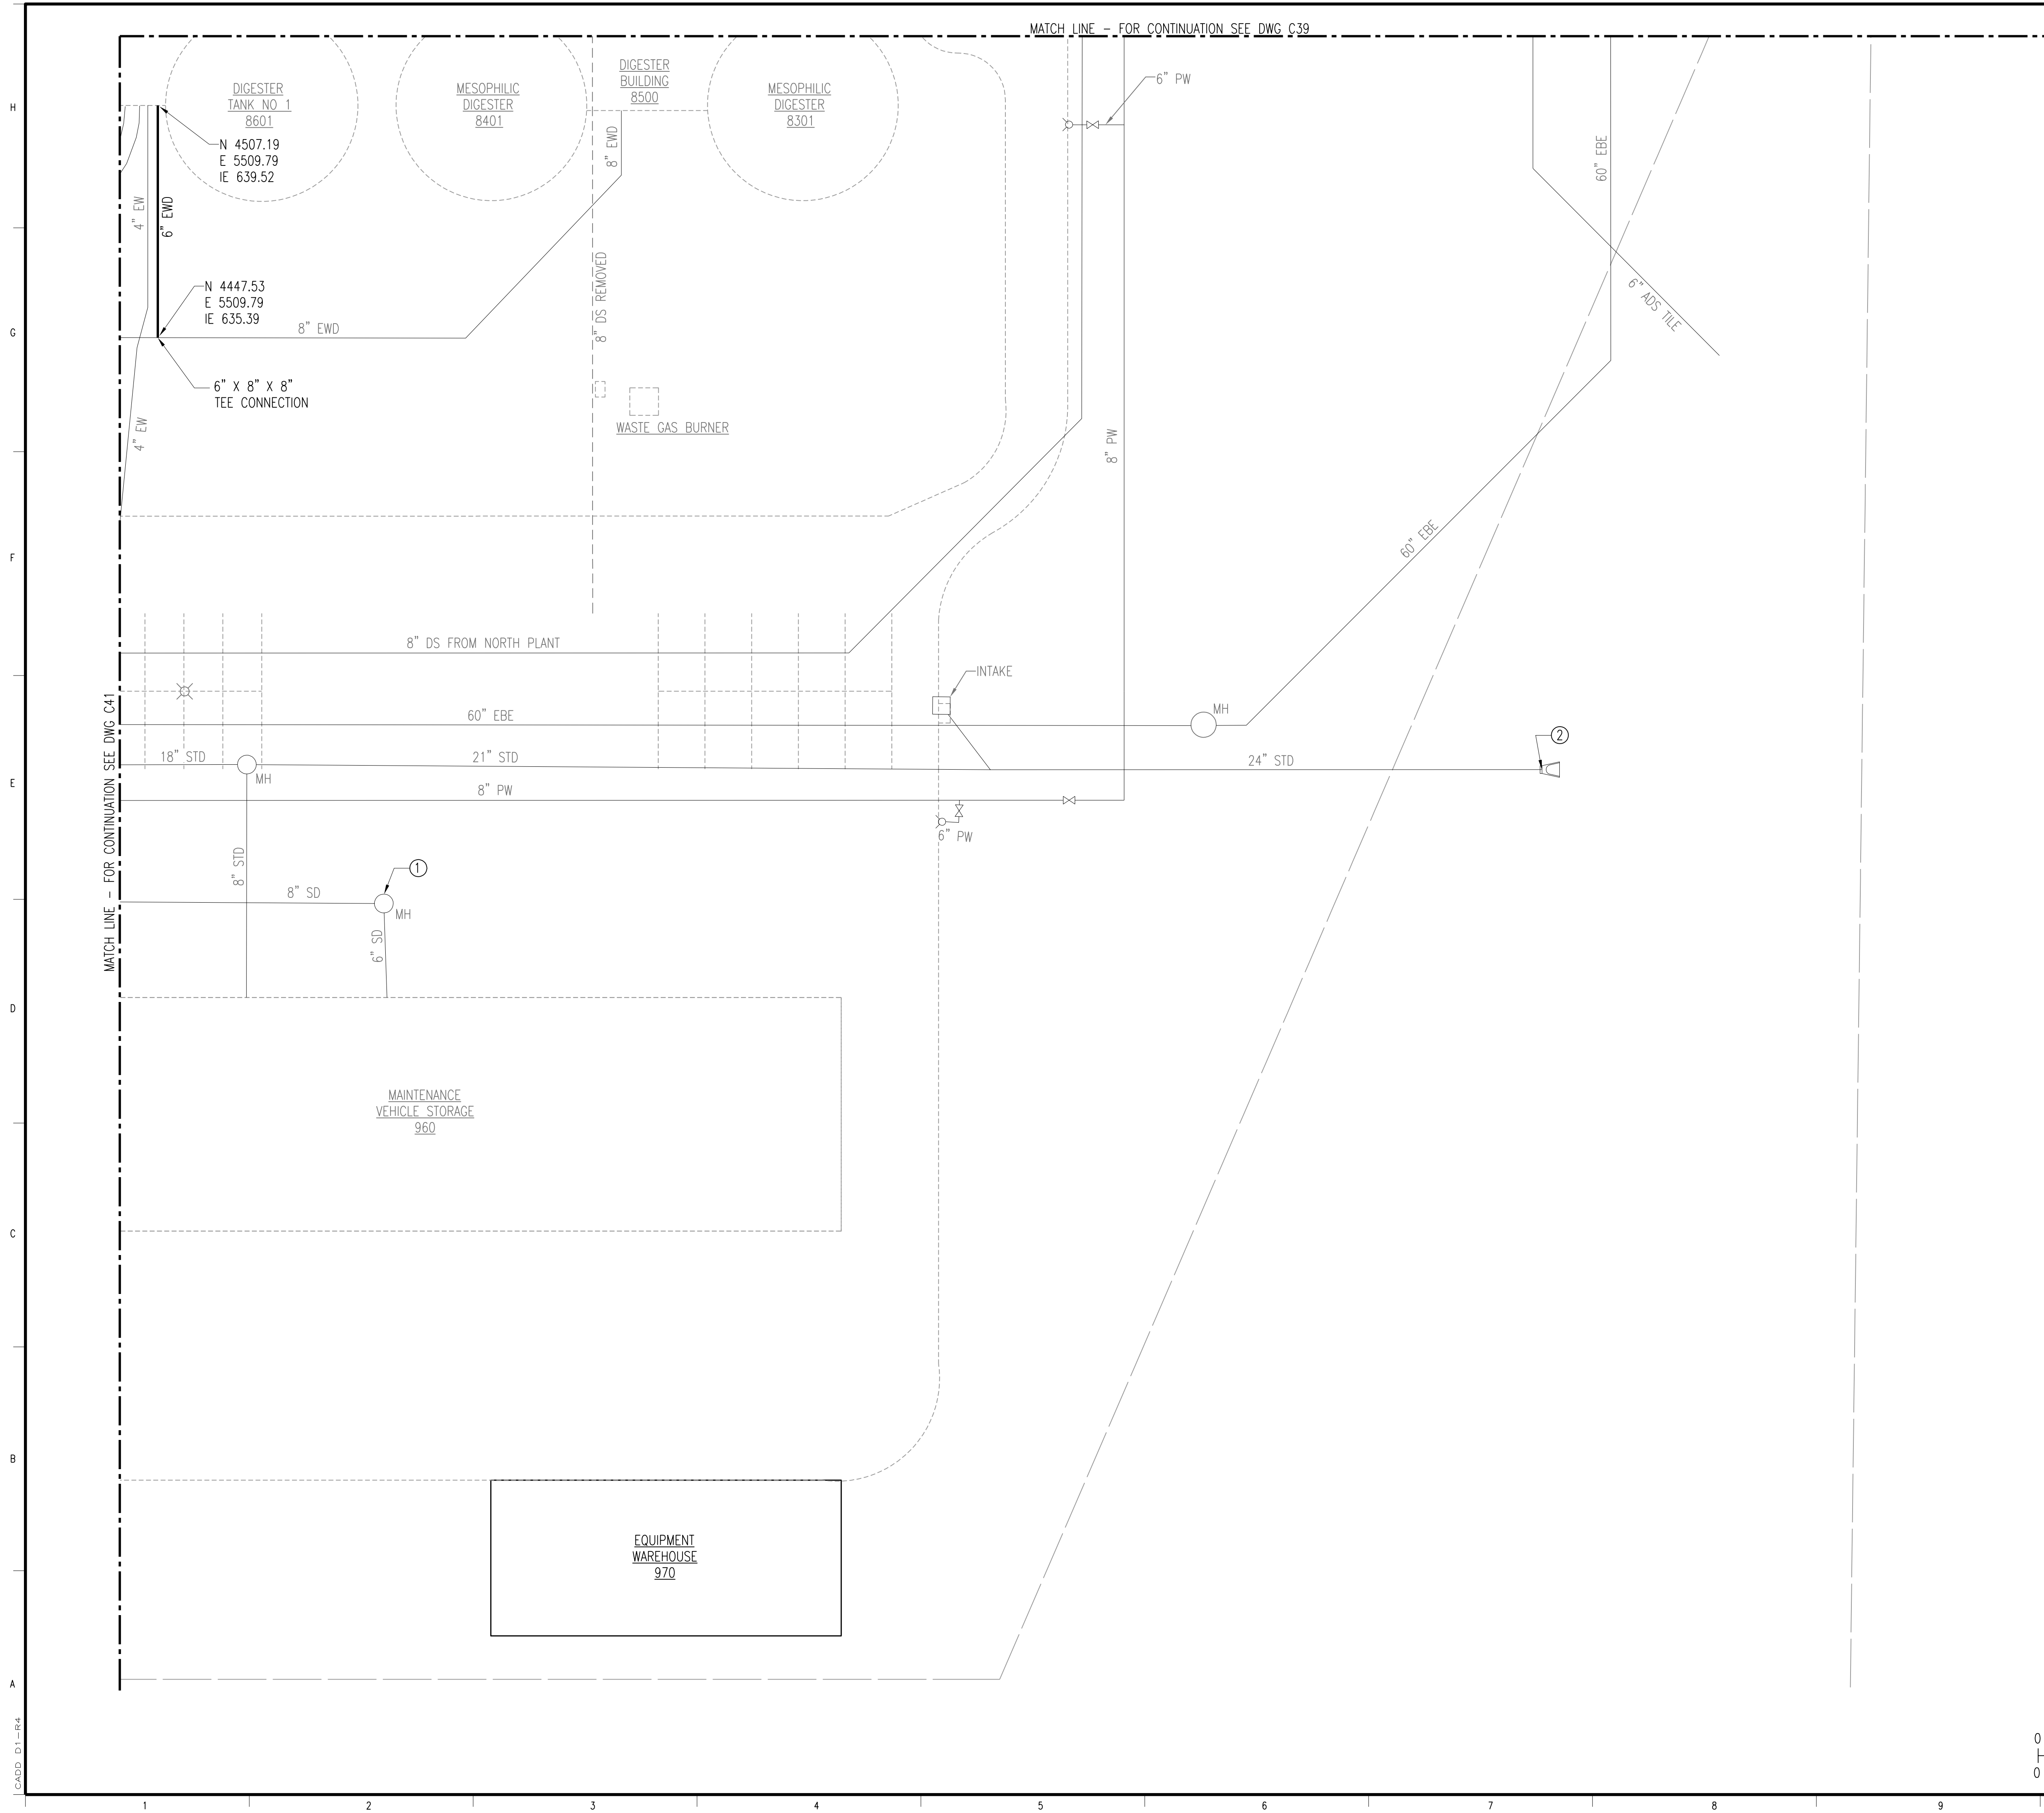 MATCH LINE - FOR CONTINUATION SEE DWG C39
DIGESTER
TANK NO 1
8601
MESOPHILIC
DIGESTER
8401
DIGESTER
BUILDING
8500
MESOPHILIC
DIGESTER
8301
6" PW
H
N 4507.19
E 5509.79
IE 639.52
8" EWD
60" EBE
4" EW
6" EWD
N 4447.53
E 5509.79
IE 635.39
8" DS REMOVED
6" ADS TILE
G
8" EWD
6" X 8" X 8"
TEE CONNECTION
WASTE GAS BURNER
4" EW
8" PW
F
60" EBE
8" DS FROM NORTH PLANT
INTAKE
60" EBE
MH
MATCH LINE - FOR CONTINUATION SEE DWG C41
18" STD
MH
21" STD
24" STD
2
E
8" PW
6" PW
8" STD
1
8" SD
MH
6" SD
D
MAINTENANCE
VEHICLE STORAGE
960
C
B
EQUIPMENT
WAREHOUSE
970
A
CADD D1-R4
0
0
1 2 3 4 5 6 7 8 9